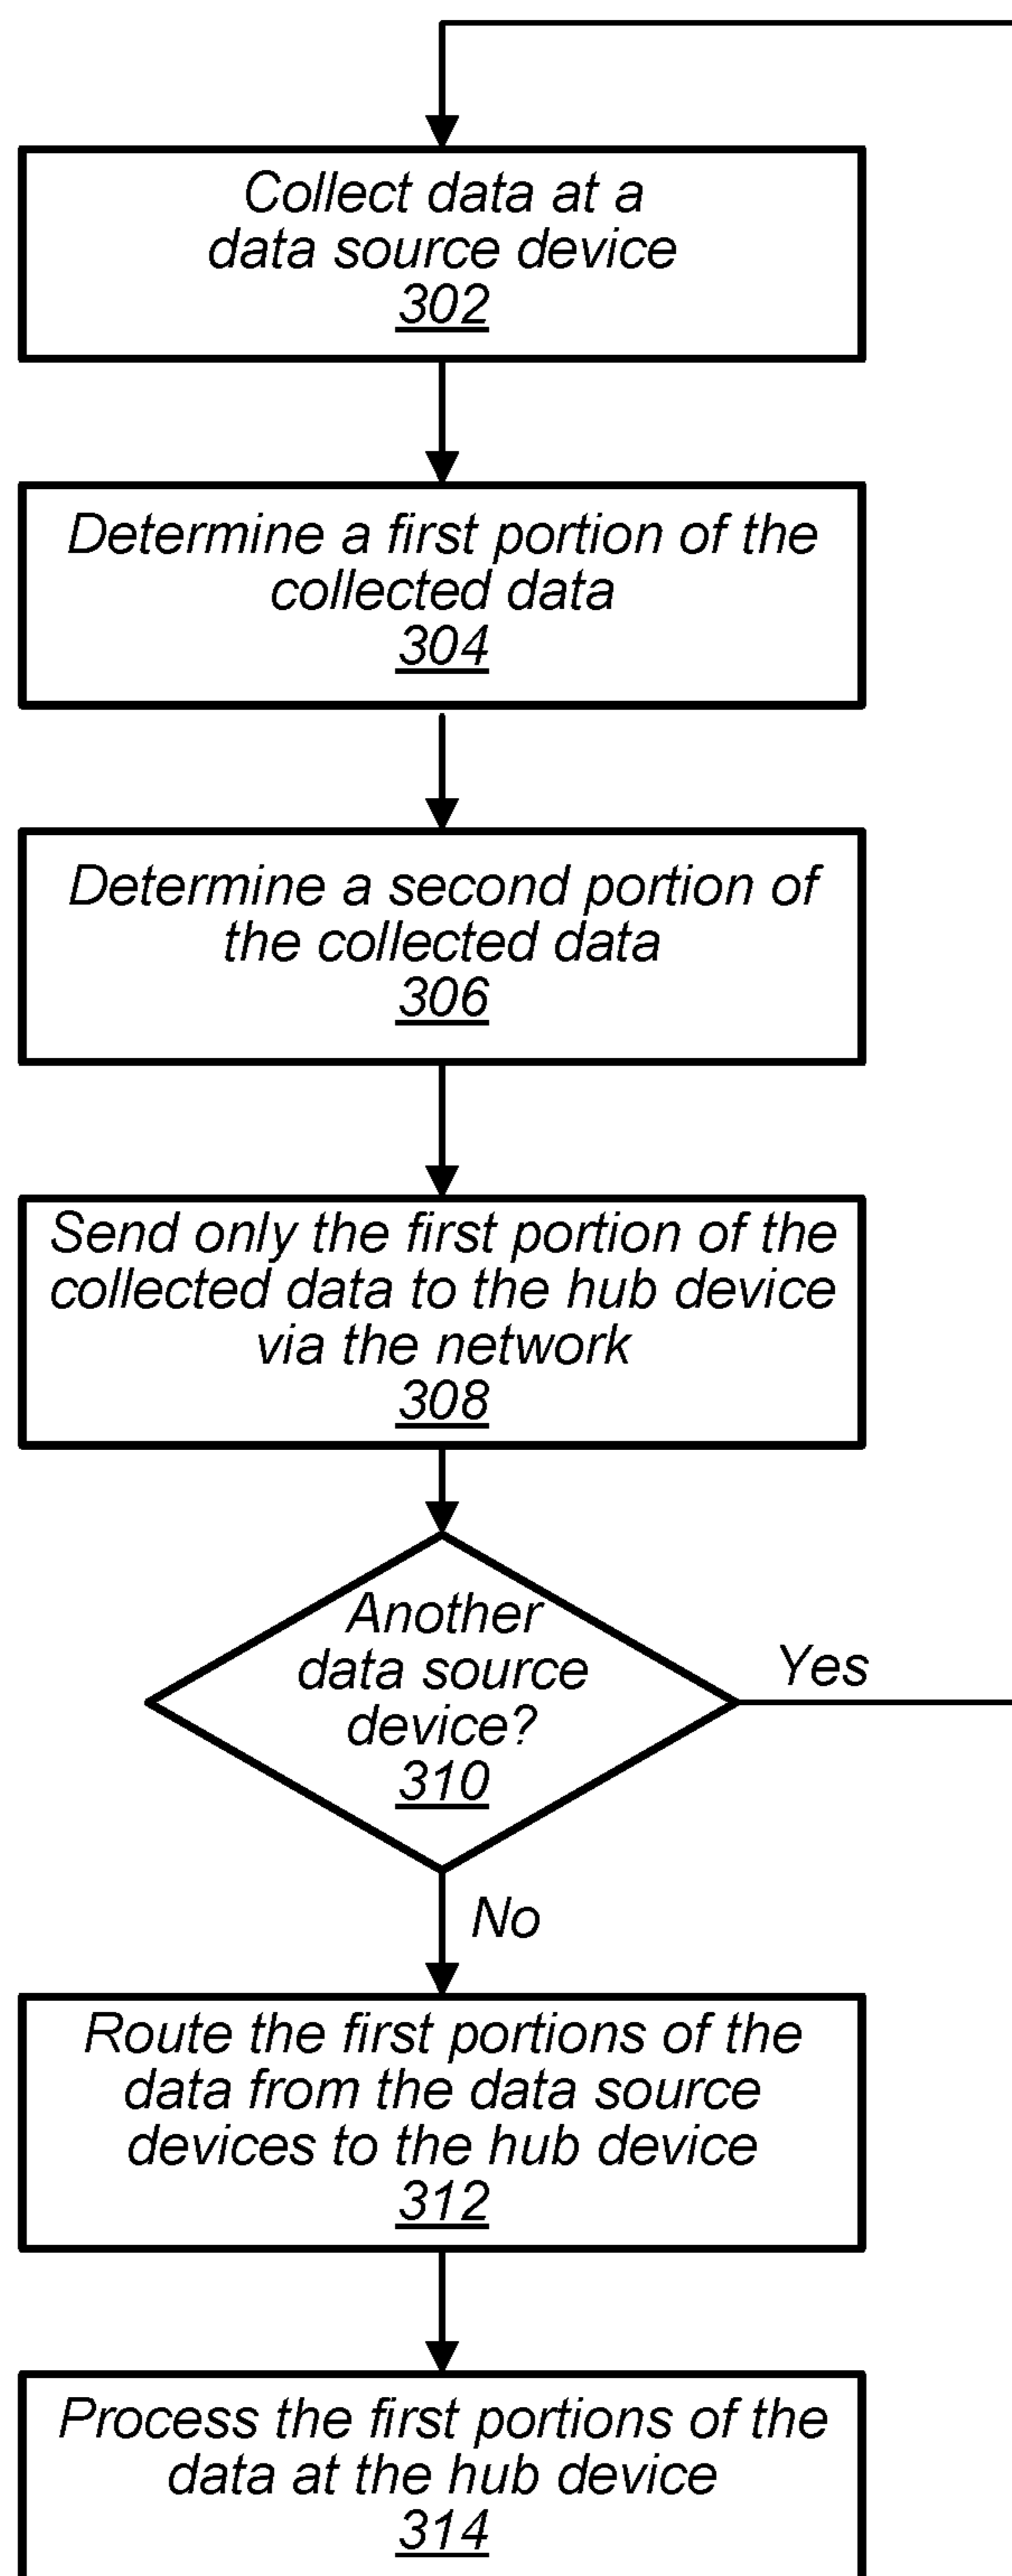 Collect data at a
data source device
302
Determine a first portion of the
collected data
304
Determine a second portion of
the collected data
306
Send only the first portion of the
collected data to the hub device
via the network
308
Another
data source
device?
310
Yes
No
Route the first portions of the
data from the data source
devices to the hub device
312
Process the first portions of the
data at the hub device
314